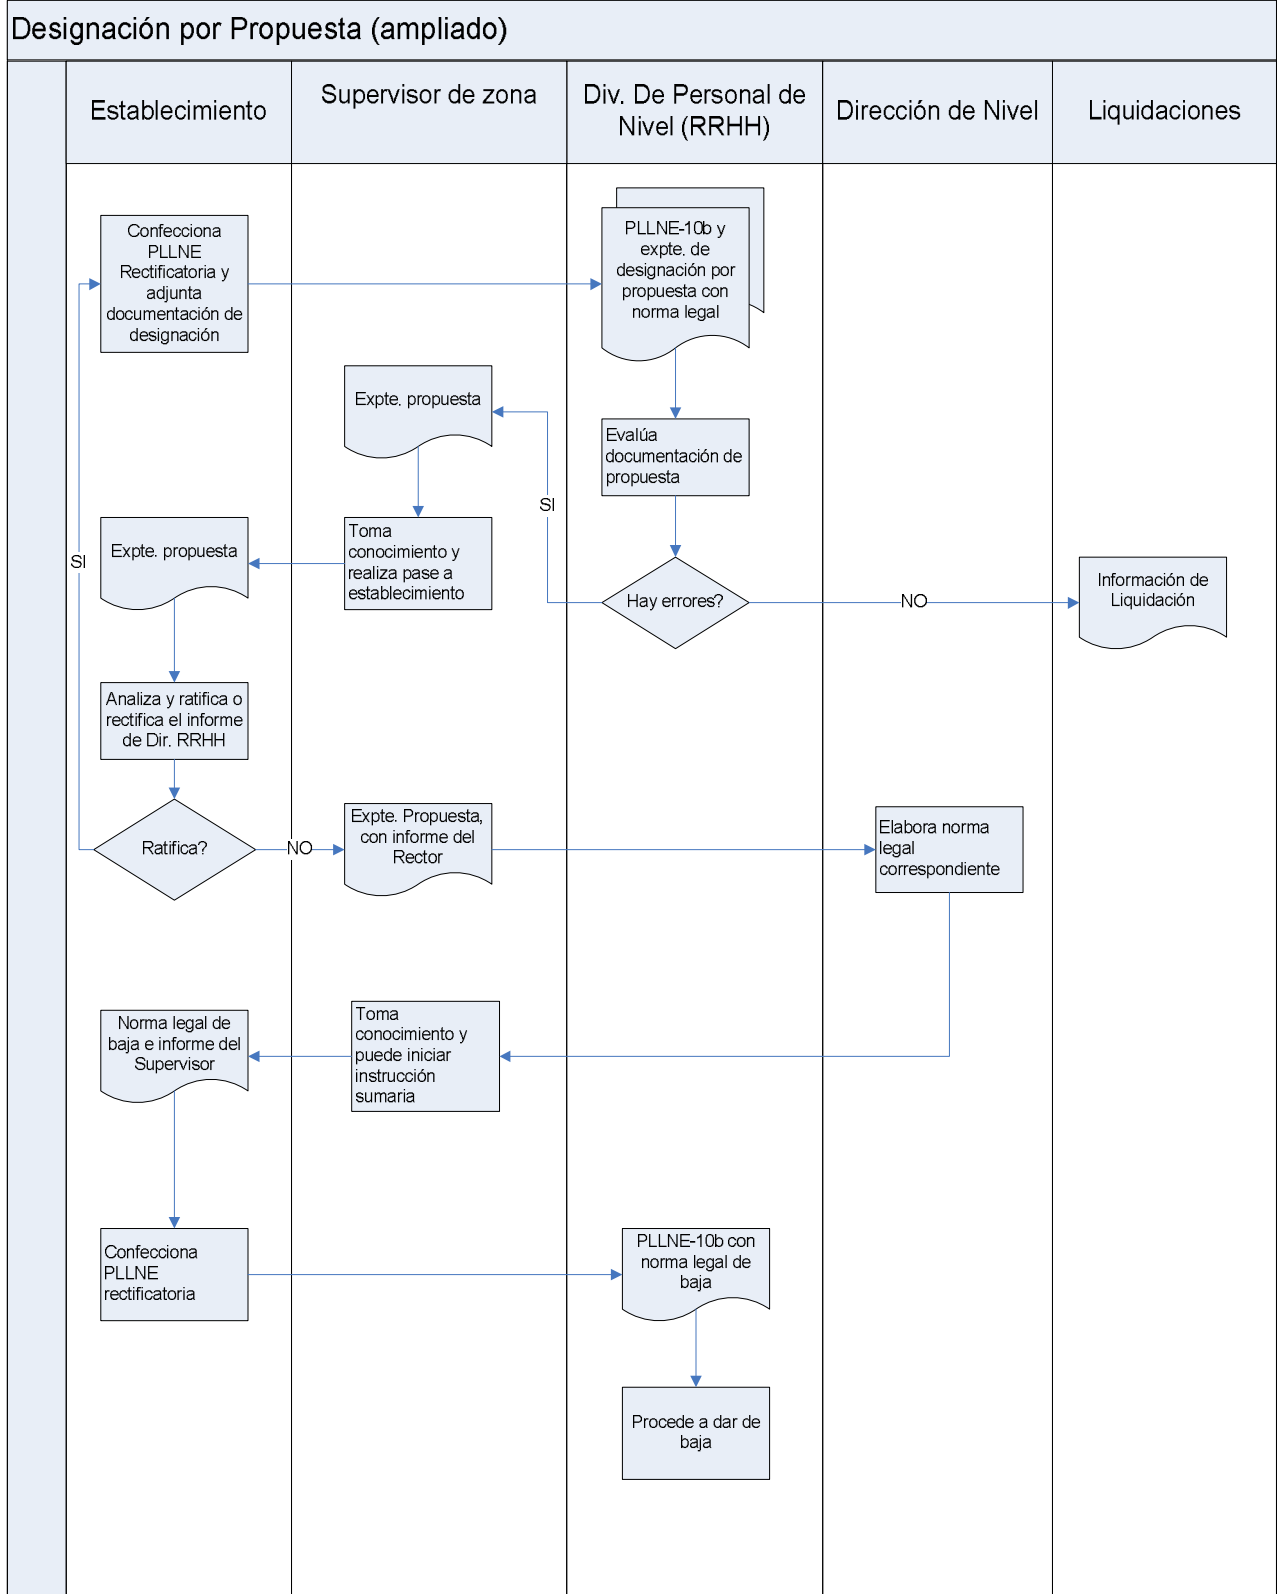 Designación por Propuesta (ampliado)
Establecimiento
Supervisor de zona
Div. De Personal de
Nivel (RRHH)
Dirección de Nivel
Liquidaciones
Confecciona
PLLNE
Rectificatoria y
adjunta
documentación de
designación
PLLNE-10b y
expte. de
designación por
propuesta con
norma legal
Expte. propuesta
Evalúa
documentación de
propuesta
SI
Toma
conocimiento y
realiza pase a
establecimiento
Expte. propuesta
SI
Hay errores?
NO
Información de
Liquidación
Analiza y ratifica o
rectifica el informe
de Dir. RRHH
Ratifica?
NO
Expte. Propuesta,
con informe del
Rector
Elabora norma
legal
correspondiente
Norma legal de
baja e informe del
Supervisor
Toma
conocimiento y
puede iniciar
instrucción
sumaria
Confecciona
PLLNE
rectificatoria
PLLNE-10b con
norma legal de
baja
Procede a dar de
baja